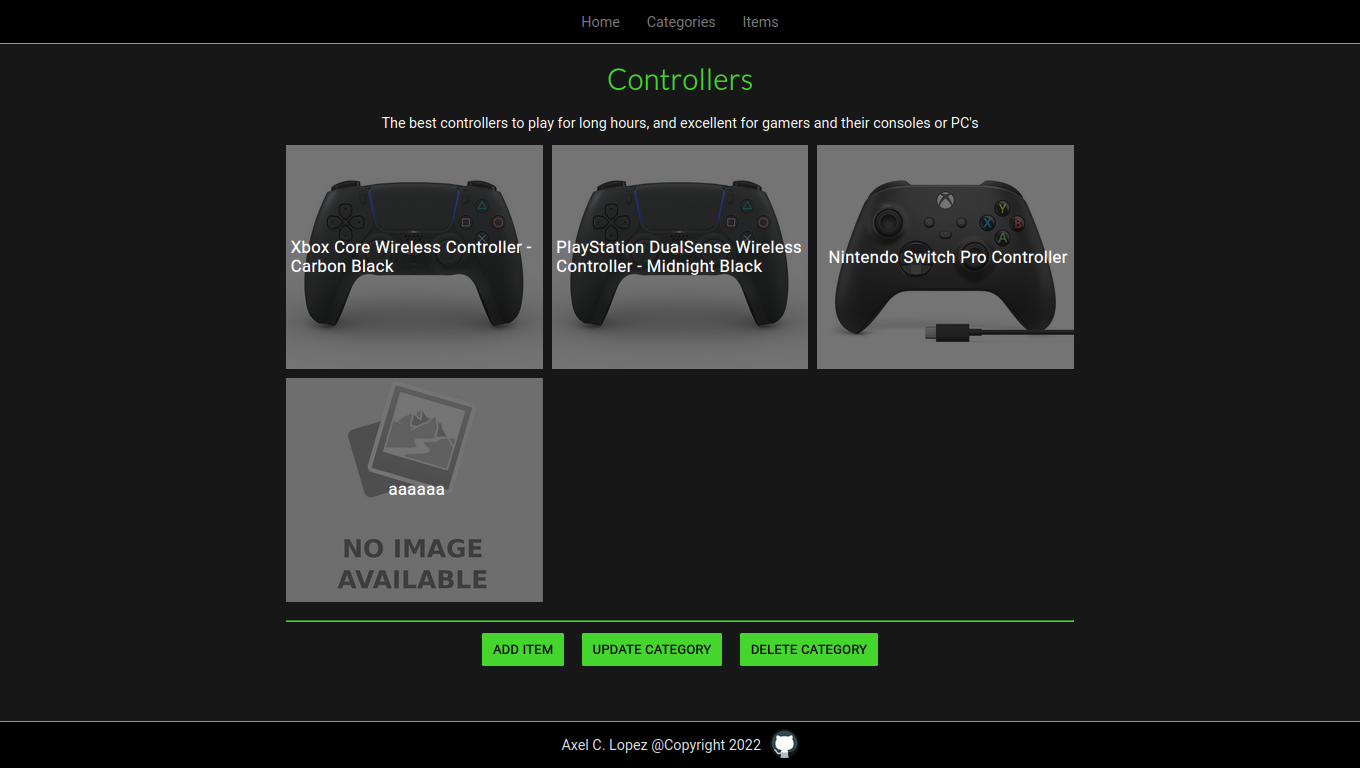 Home Categories Items
Controllers
The best controllers to play for long hours, and excellent for gamers and their consoles or PC's
Xbox Core Wireless Controller -
Carbon Black
PlayStation DualSense Wireless
Controller - Midnight Black
Y
X B
A
Nintendo Switch Pro Controller
aaaaaa
NO IMAGE
AVAILABLE
ADD ITEM UPDATE CATEGORY DELETE CATEGORY
Axel C. Lopez @Copyright 2022